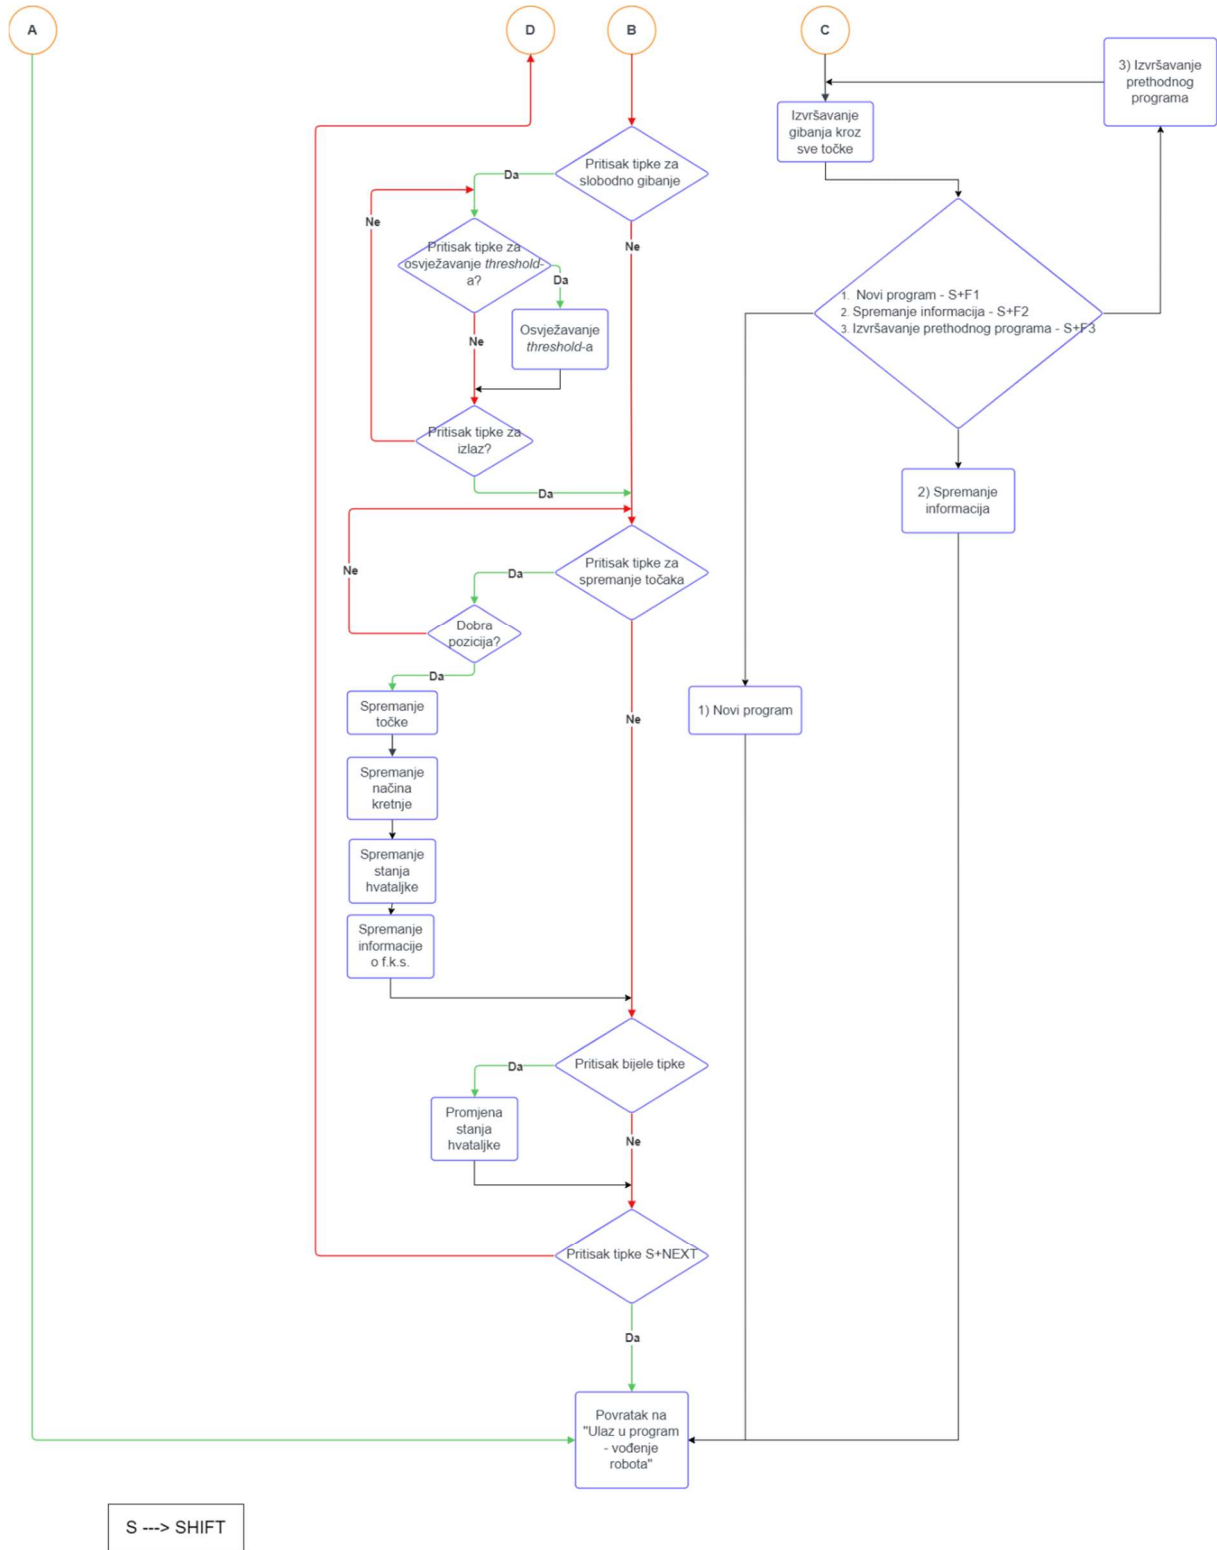 A
D
B
C
3) Izvršavanje
prethodnog
programa
Izvršavanje
gibanja kroz
sve točke
Pritisak tipke za
slobodno gibanje
Da
Ne
Ne
Pritisak tipke za
osvježavanje threshold-
a?
Da
Osvježavanje
threshold-a
Ne
1. Novi program - S+F1
2. Spremanje informacija - S+F2
3. Izvršavanje prethodnog programa - S+F3
Pritisak tipke za
izlaz?
Da
2) Spremanje
informacija
Pritisak tipke za
spremanje točaka
Da
Ne
Dobra
pozicija?
Da
Spremanje
točke
Ne
1) Novi program
Spremanje
načina
kretnje
Spremanje
stanja
hvataljke
Spremanje
informacije
o f.k.s.
Pritisak bijele tipke
Da
Promjena
stanja
hvataljke
Ne
Pritisak tipke S+NEXT
Da
Povratak na
"Ulaz u program
- vođenje
robota"
S ---> SHIFT